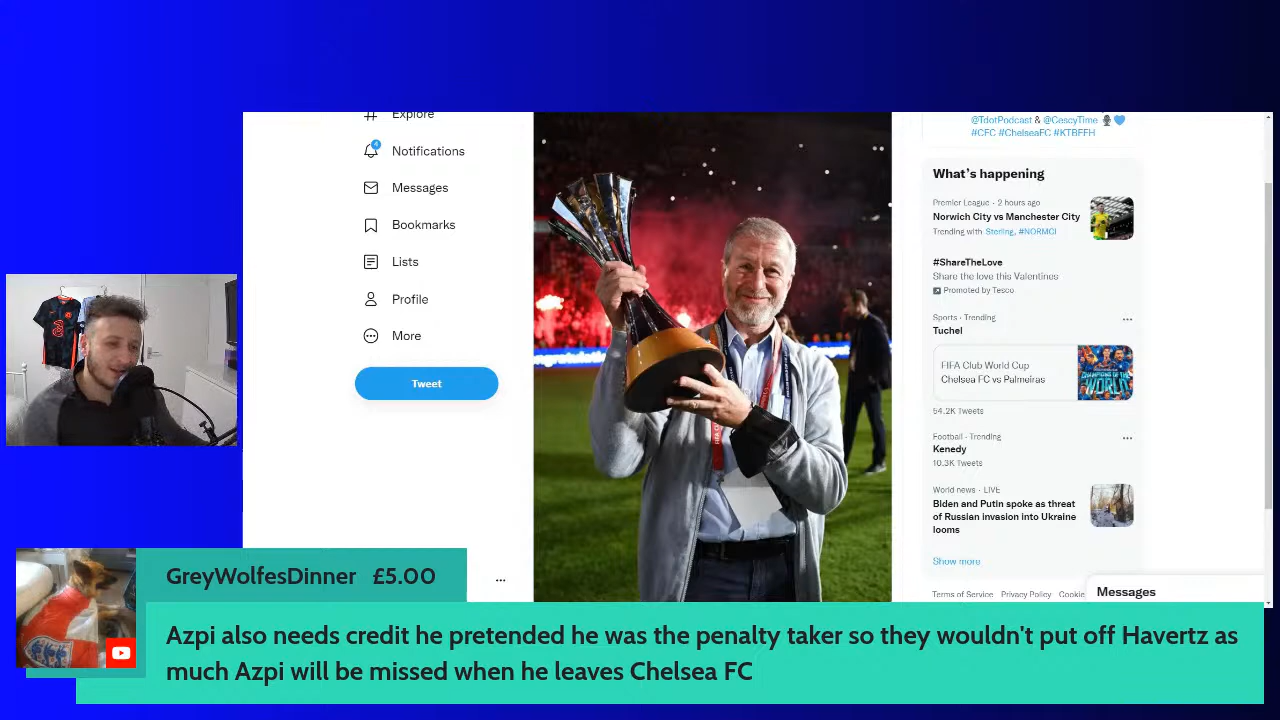 Explore
4
Notifications
Messages
Bookmarks
Lists
Profile
More
Tweet
@TdotPodcast & @CescyTime
#CFC #ChelseaFC #KTBFFH
What's happening
Premier League · 2 hours ago
Norwich City vs Manchester City
Trending with Sterling, #NORMCI
#ShareTheLove
Share the love this Valentines
Promoted by Tesco
Sports · Trending
Tuchel
FIFA Club World Cup
Chelsea FC vs Palmeiras
54.2K Tweets
Football · Trending
Kenedy
10.3K Tweets
World news · LIVE
Biden and Putin spoke as threat
of Russian invasion into Ukraine
looms
Show more
Terms of Service Privacy Policy Cookie
Messages
GreyWolfesDinner £5.00
Azpi also needs credit he pretended he was the penalty taker so they wouldn't put off Havertz as
much Azpi will be missed when he leaves Chelsea FC